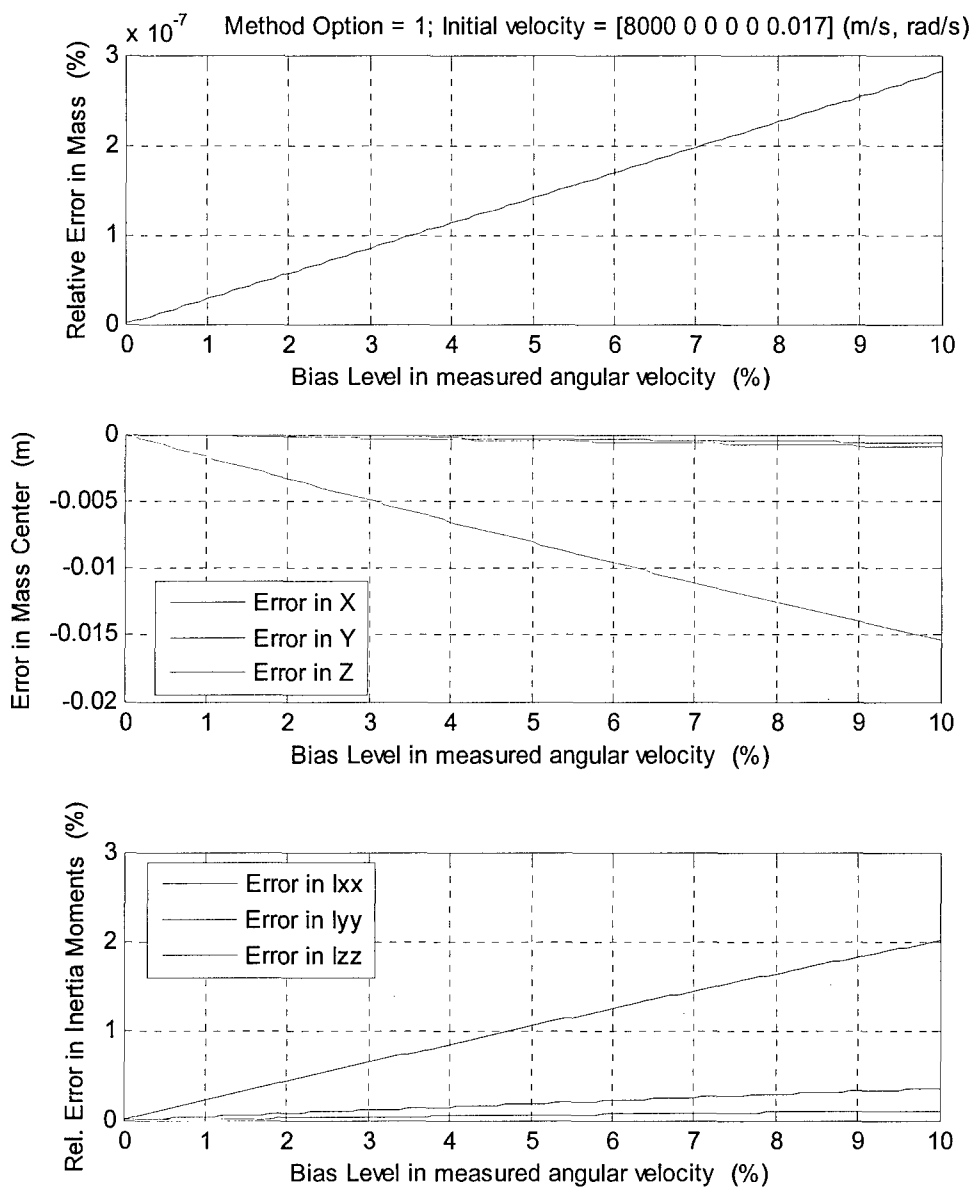 x 10-7
Method Option = 1; Initial velocity = [8000 0 0 0 0 0.017] (m/s, rad/s)
Relative Error in Mass (%)
3
2
1
0
0 1 2 3 4 5 6 7 8 9 10
Bias Level in measured angular velocity (%)
Error in Mass Center (m)
0
-0.005
-0.01
-0.015
-0.02
Error in X
Error in Y
Error in Z
0 1 2 3 4 5 6 7 8 9 10
Bias Level in measured angular velocity (%)
Rel. Error in Inertia Moments (%)
3
2
1
0
Error in Ixx
Error in Iyy
Error in Izz
0 1 2 3 4 5 6 7 8 9 10
Bias Level in measured angular velocity (%)